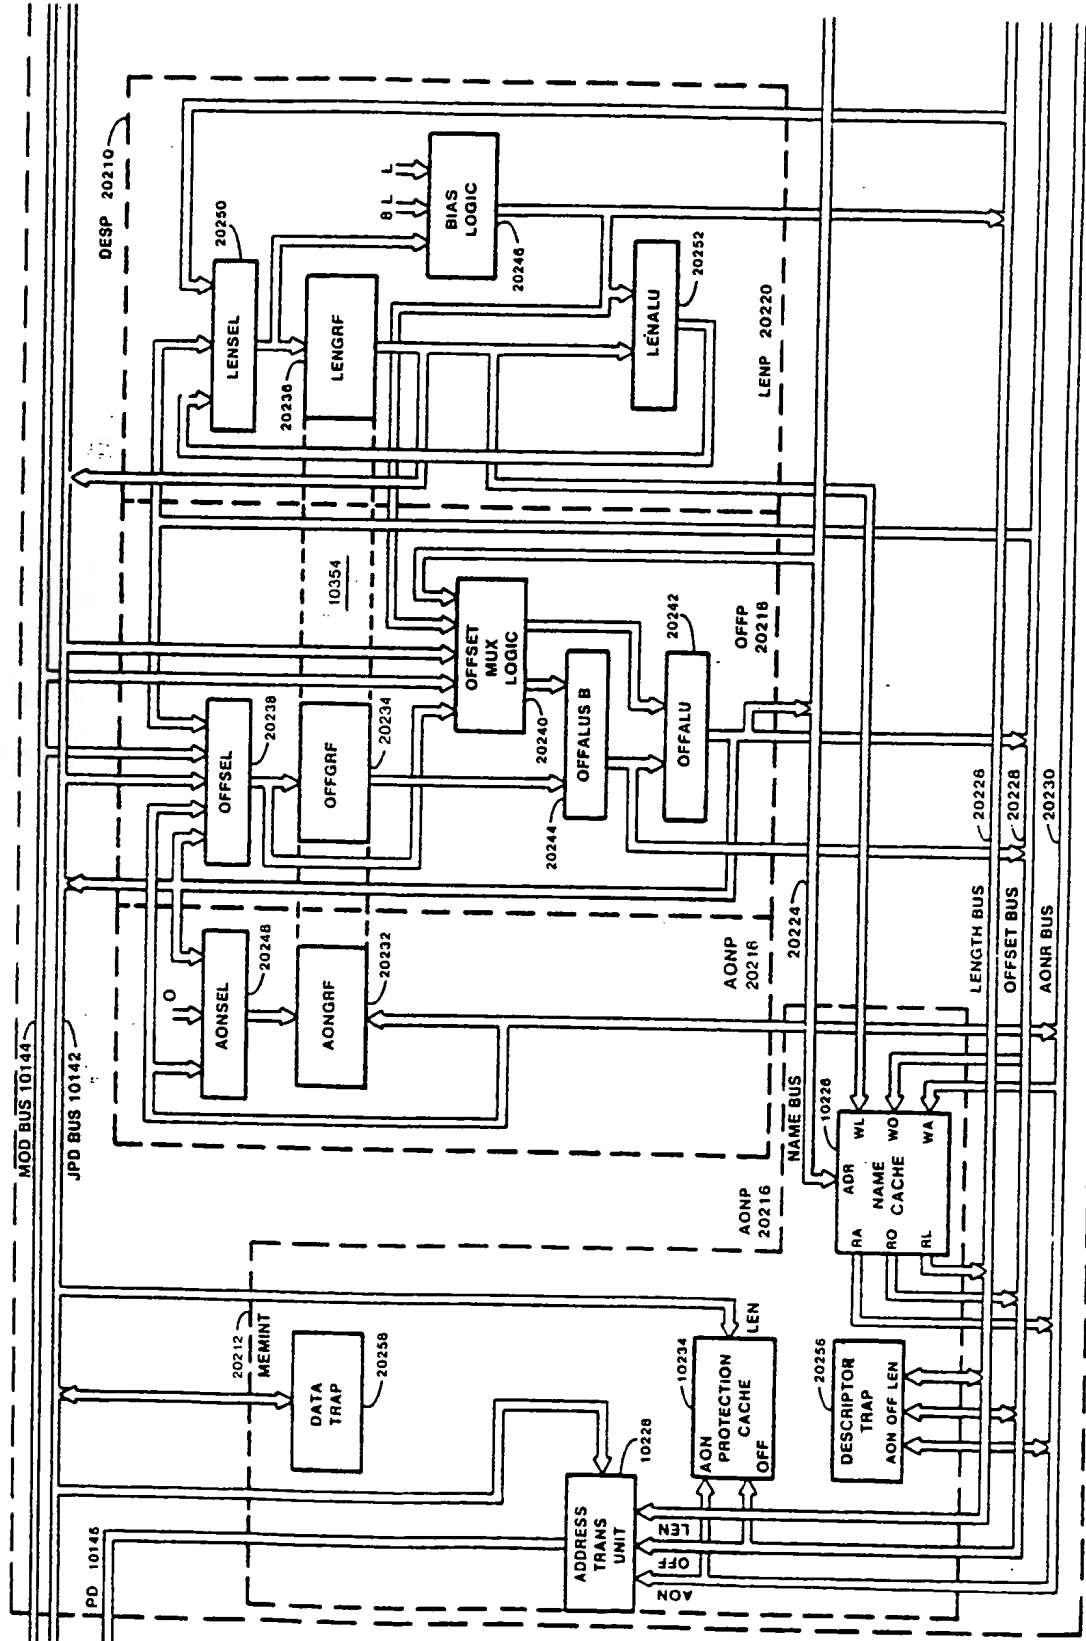 MOD BUS 10144
JPD BUS 10142
DESP 20210
PD 10146
20212
MEMINT
DATA
TRAP
20258
O
AONSEL
20248
AONGRF
20232
AONP
20216
AONP
20216
OFFSEL
20238
OFFGRF
20234
10354
OFFSET
MUX
LOGIC
20240
OFFALUS B
20244
OFFALU
20242
OFFP
20218
LENSEL
20250
LENGRF
20236
B L
L
BIAS
LOGIC
20246
LENALU
20252
LENP 20220
ADDRESS
TRANS
UNIT
10228
AON
OFF
LEN
AON
PROTECTION
CACHE
OFF
LEN
10234
DESCRIPTOR
TRAP
AON OFF LEN
20256
NAME BUS
20224
ADR
NAME
CACHE
RA
RO
RL
WL
WO
WA
10226
LENGTH BUS
20226
OFFSET BUS
20228
AONR BUS
20230